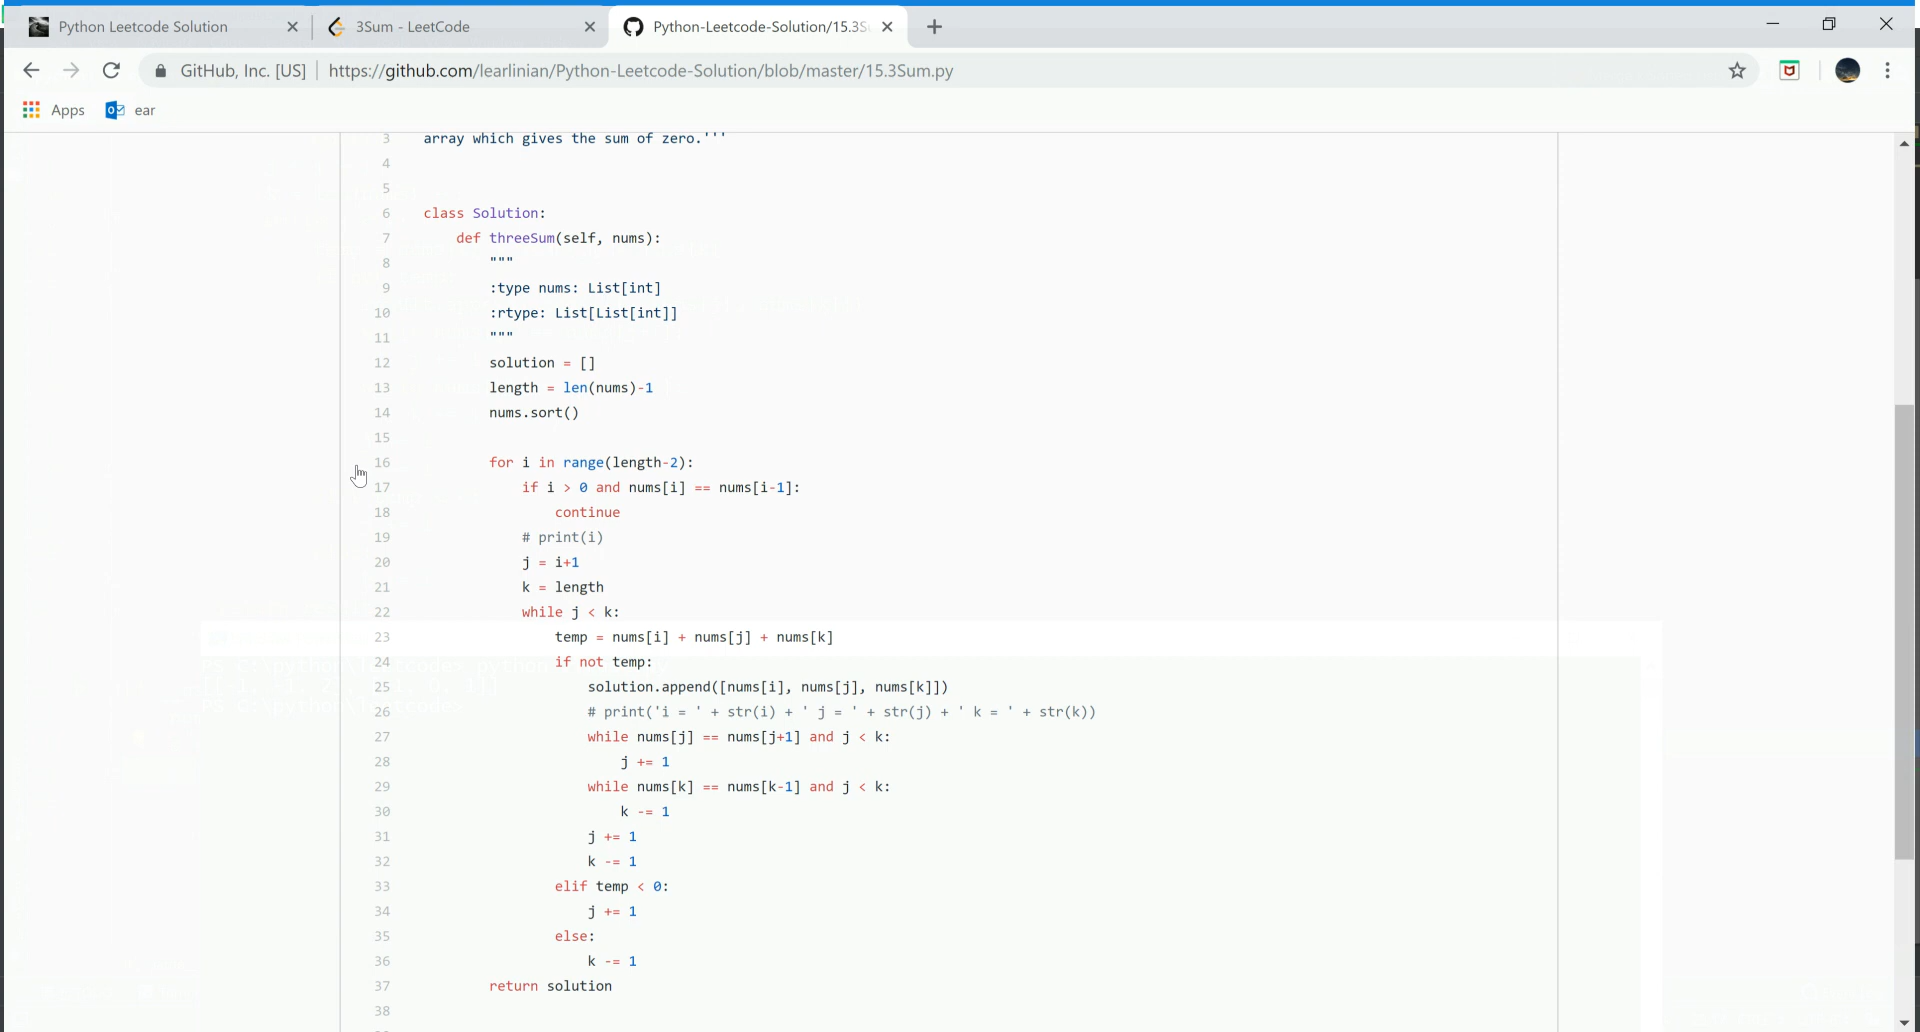 Python Leetcode Solution
3Sum - LeetCode
Python-Leetcode-Solution/15.3S
GitHub, Inc. [US] | https://github.com/learlinian/Python-Leetcode-Solution/blob/master/15.3Sum.py
Apps ear
3 array which gives the sum of zero.'''
4
5
6 class Solution:
7 def threeSum(self, nums):
8 """
9 :type nums: List[int]
10 :rtype: List[List[int]]
11 """
12 solution = []
13 length = len(nums)-1
14 nums.sort()
15
16 for i in range(length-2):
17 if i > 0 and nums[i] == nums[i-1]:
18 continue
19 # print(i)
20 j = i+1
21 k = length
22 while j < k:
23 temp = nums[i] + nums[j] + nums[k]
24 if not temp:
25 solution.append([nums[i], nums[j], nums[k]])
26 # print('i = ' + str(i) + ' j = ' + str(j) + ' k = ' + str(k))
27 while nums[j] == nums[j+1] and j < k:
28 j += 1
29 while nums[k] == nums[k-1] and j < k:
30 k -= 1
31 j += 1
32 k -= 1
33 elif temp < 0:
34 j += 1
35 else:
36 k -= 1
37 return solution
38